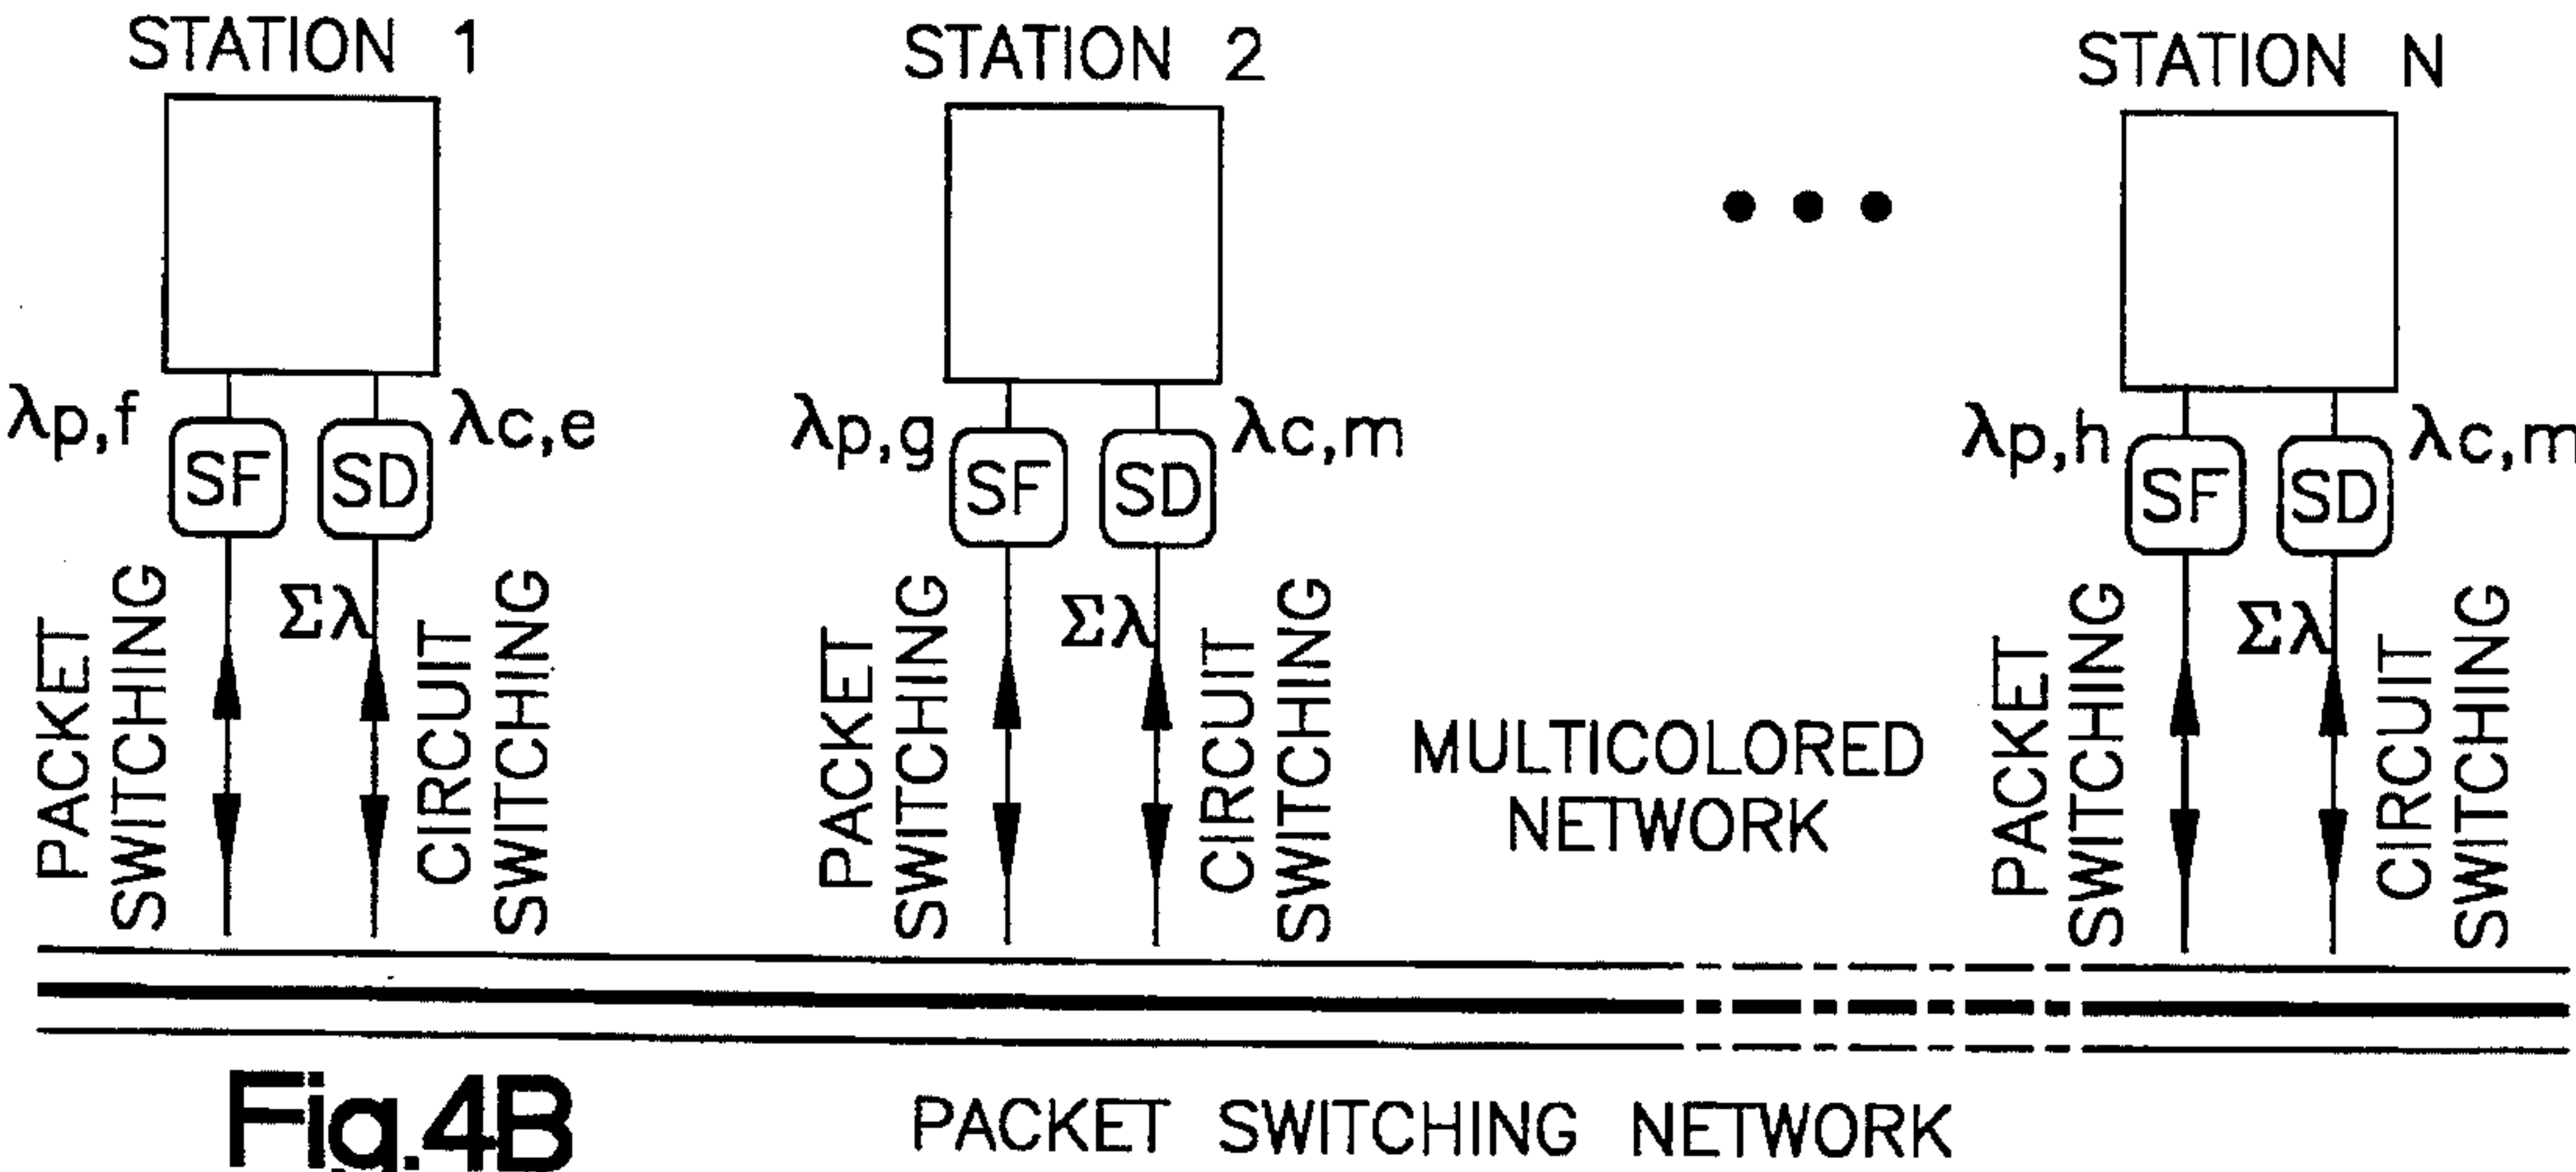 STATION 1
STATION 2
STATION N
λp,f
SF
SD
λc,e
λp,g
SF
SD
λc,m
λp,h
SF
SD
λc,m
PACKET
SWITCHING
Σλ
CIRCUIT
SWITCHING
PACKET
SWITCHING
Σλ
CIRCUIT
SWITCHING
MULTICOLORED
NETWORK
PACKET
SWITCHING
Σλ
CIRCUIT
SWITCHING
Fig.4B
PACKET SWITCHING NETWORK